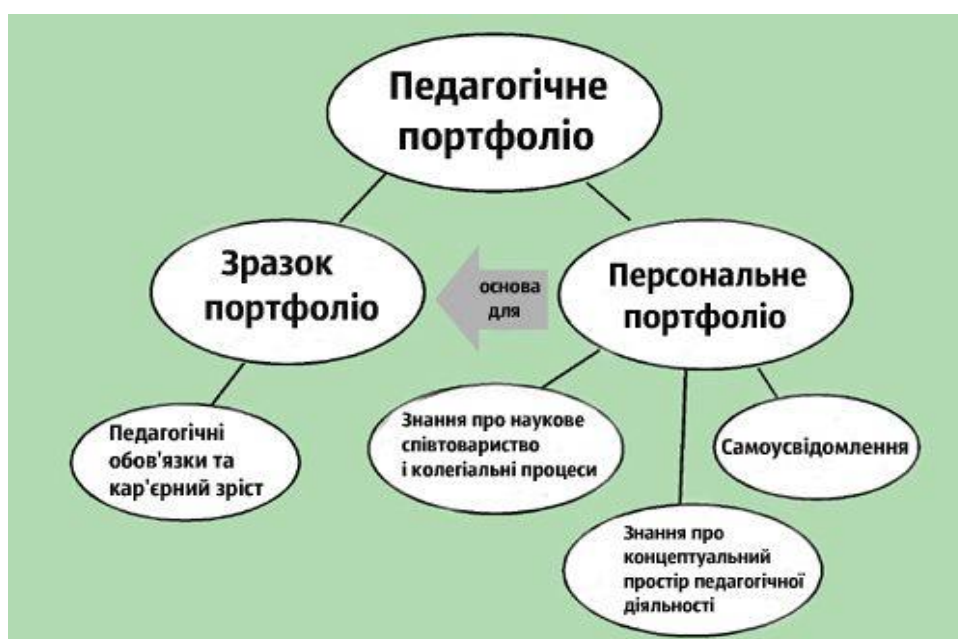 Педагогічне
портфоліо
Зразок
портфоліо
основа
для
Персональне
портфоліо
Педагогічні
обов'язки та
кар'єрний зріст
Знання про наукове
співтовариство
і колегіальні процеси
Самоусвідомлення
Знання про
концептуальний
простір педагогічної
діяльності